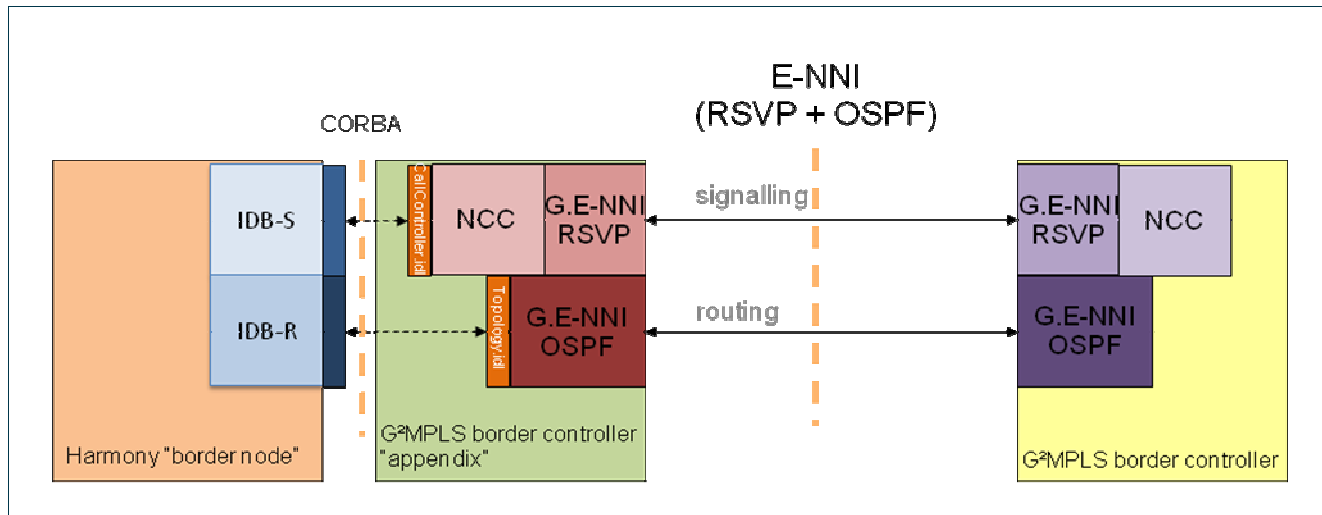 E-NNI
(RSVP + OSPF)
CORBA
IDB-S
CallController.idl
NCC
G.E-NNI
RSVP
signalling
G.E-NNI
RSVP
NCC
IDB-R
Topology.idl
G.E-NNI
OSPF
routing
G.E-NNI
OSPF
Harmony "border node"
G²MPLS border controller
"appendix"
G²MPLS border controller